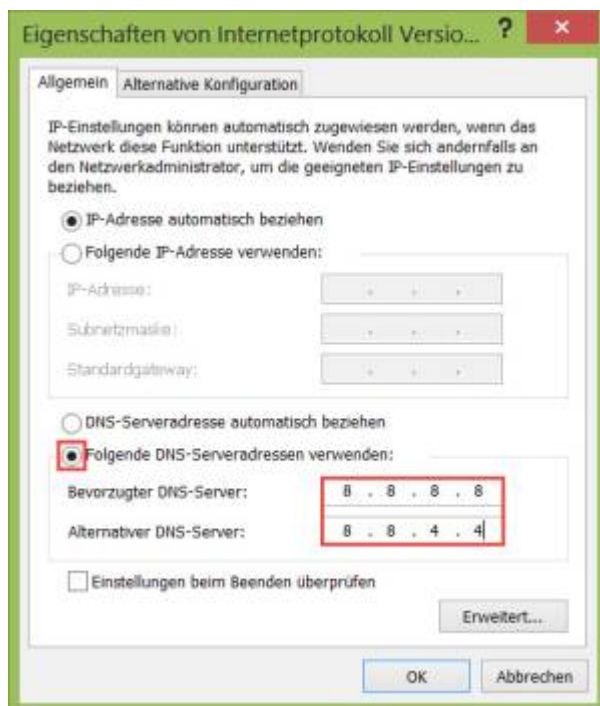 Eigenschaften von Internetprotokoll Versio... ?
Allgemein Alternative Konfiguration
IP-Einstellungen können automatisch zugewiesen werden, wenn das
Netzwerk diese Funktion unterstützt. Wenden Sie sich andernfalls an
den Netzwerkadministrator, um die geeigneten IP-Einstellungen zu
beziehen.
IP-Adresse automatisch beziehen
Folgende IP-Adresse verwenden:
IP-Adresse: . . .
Subnetzmaske: . . .
Standardgateway: . . .
DNS-Serveradresse automatisch beziehen
Folgende DNS-Serveradressen verwenden:
Bevorzugter DNS-Server: 8 . 8 . 8 . 8
Alternativer DNS-Server: 8 . 8 . 4 . 4
Einstellungen beim Beenden überprüfen
Erweitert...
OK Abbrechen